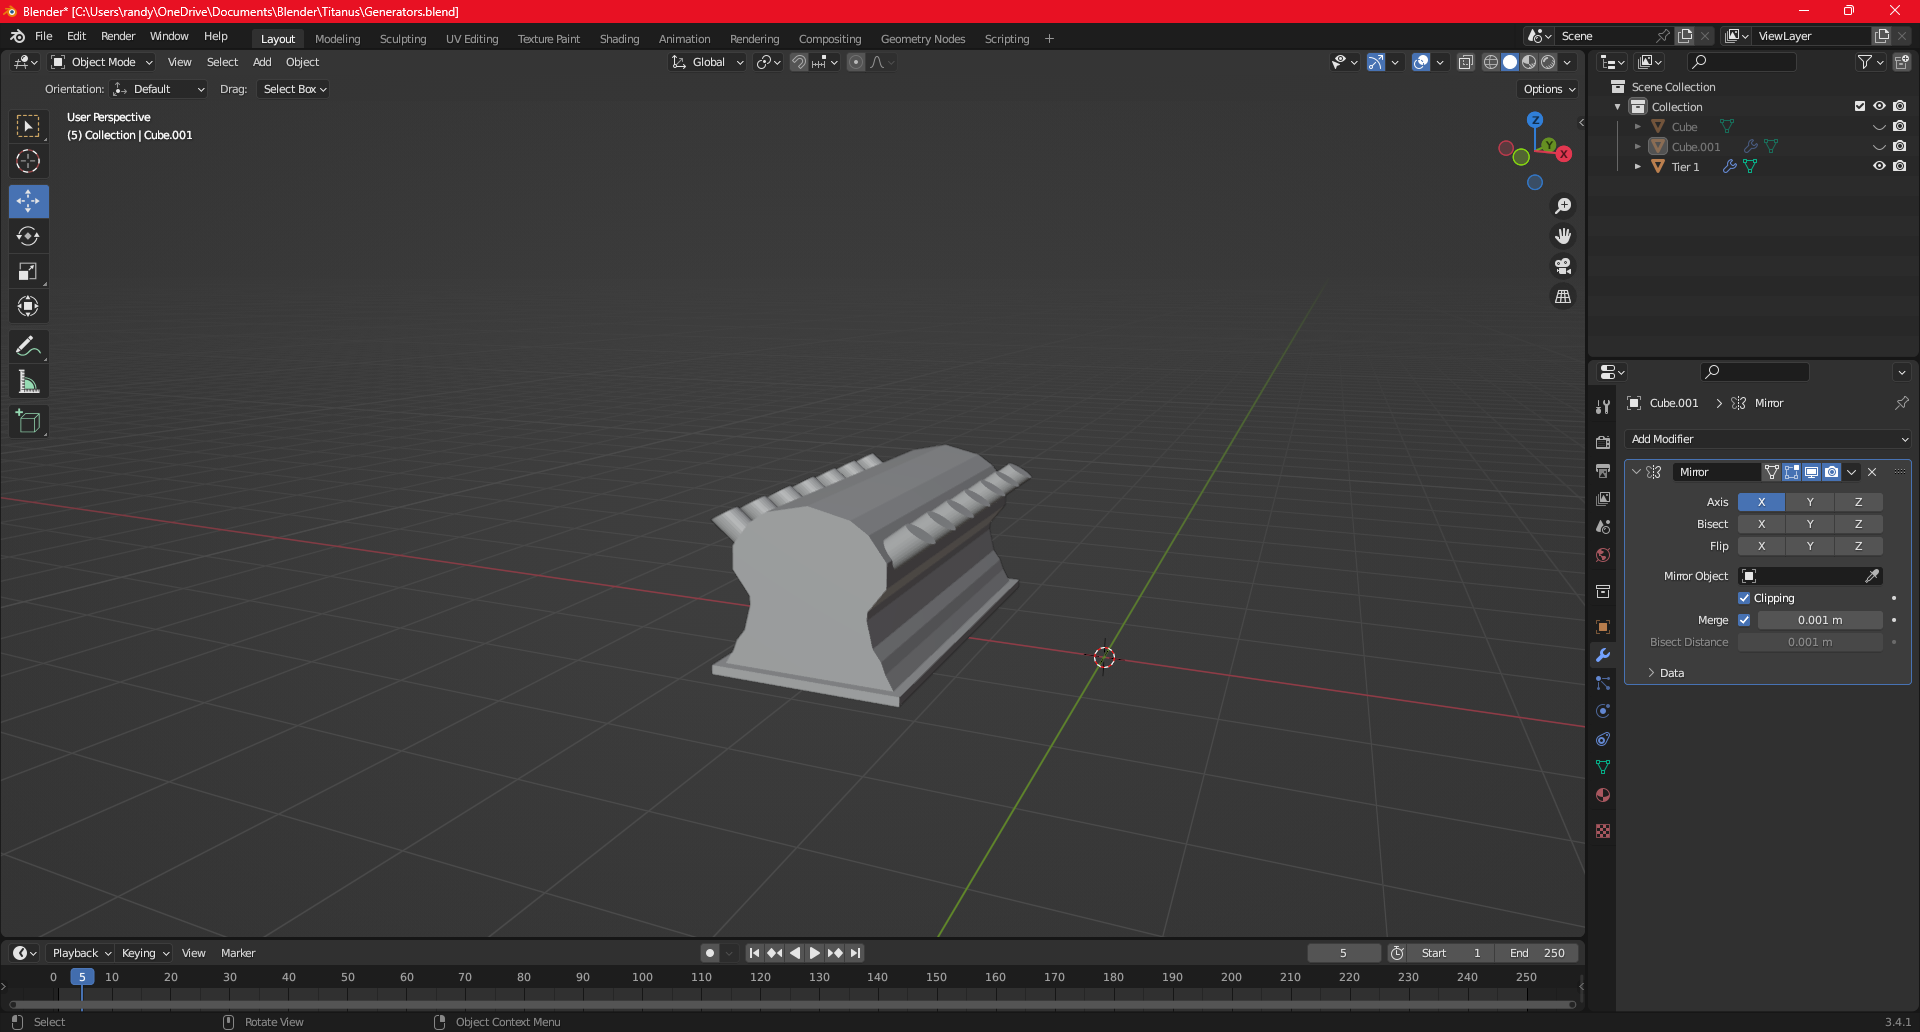 Blender* [C:\Users\randy\OneDrive\Documents\Blender\Titanus\Generators.blend]
File Edit Render Window Help Layout Modeling Sculpting UV Editing Texture Paint Shading Animation Rendering Compositing Geometry Nodes Scripting + Scene ViewLayer
Object Mode View Select Add Object Global
Orientation: Default Drag: Select Box Options
User Perspective
(5) Collection | Cube.001
Z
Y
X
Scene Collection
Collection
Cube
Cube.001
Tier 1
Cube.001 > Mirror
Add Modifier
Mirror
Axis X Y Z
Bisect X Y Z
Flip X Y Z
Mirror Object
Clipping
Merge 0.001 m
Bisect Distance 0.001 m
Data
Playback Keying View Marker 5 Start 1 End 250
0 5 10 20 30 40 50 60 70 80 90 100 110 120 130 140 150 160 170 180 190 200 210 220 230 240 250
Select Rotate View Object Context Menu 3.4.1